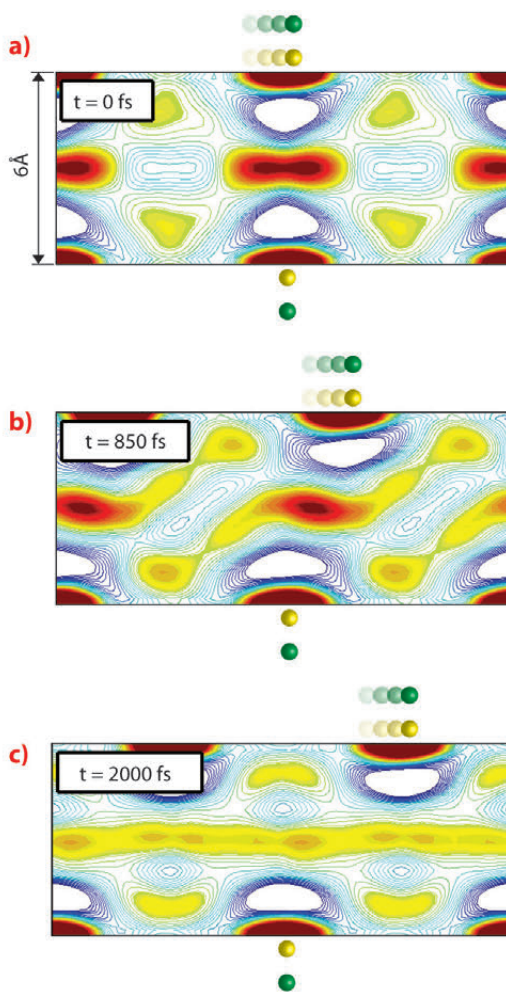 a)
t = 0 fs
6Å
b)
t = 850 fs
c)
t = 2000 fs